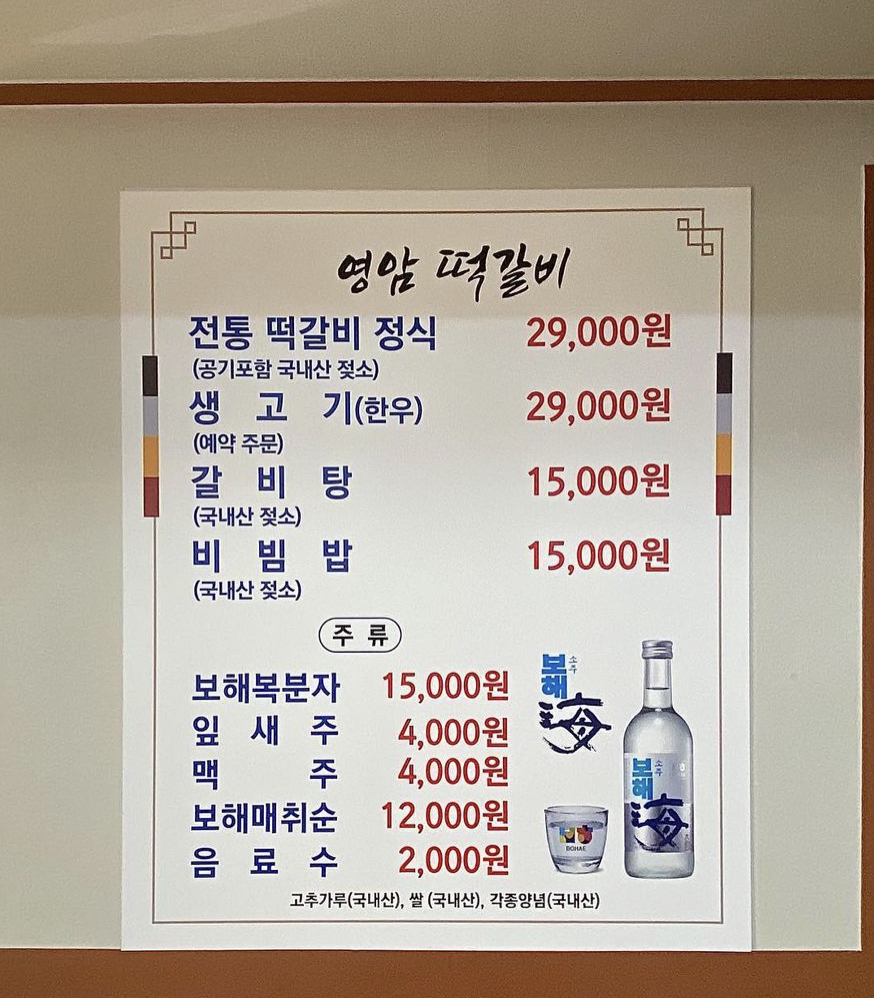 영암 떡갈비
전통 떡갈비 정식 29,000원
(공기포함 국내산 젖소)
생 고 기(한우) 29,000원
(예약 주문)
갈 비 탕 15,000원
(국내산 젖소)
비 빔 밥 15,000원
(국내산 젖소)
주 류
보해복분자 15,000원
잎 새 주 4,000원
맥 주 4,000원
보해매취순 12,000원
음 료 수 2,000원
보해 소주
海
보해 소주
海
BOHAE
고추가루(국내산), 쌀 (국내산), 각종양념(국내산)